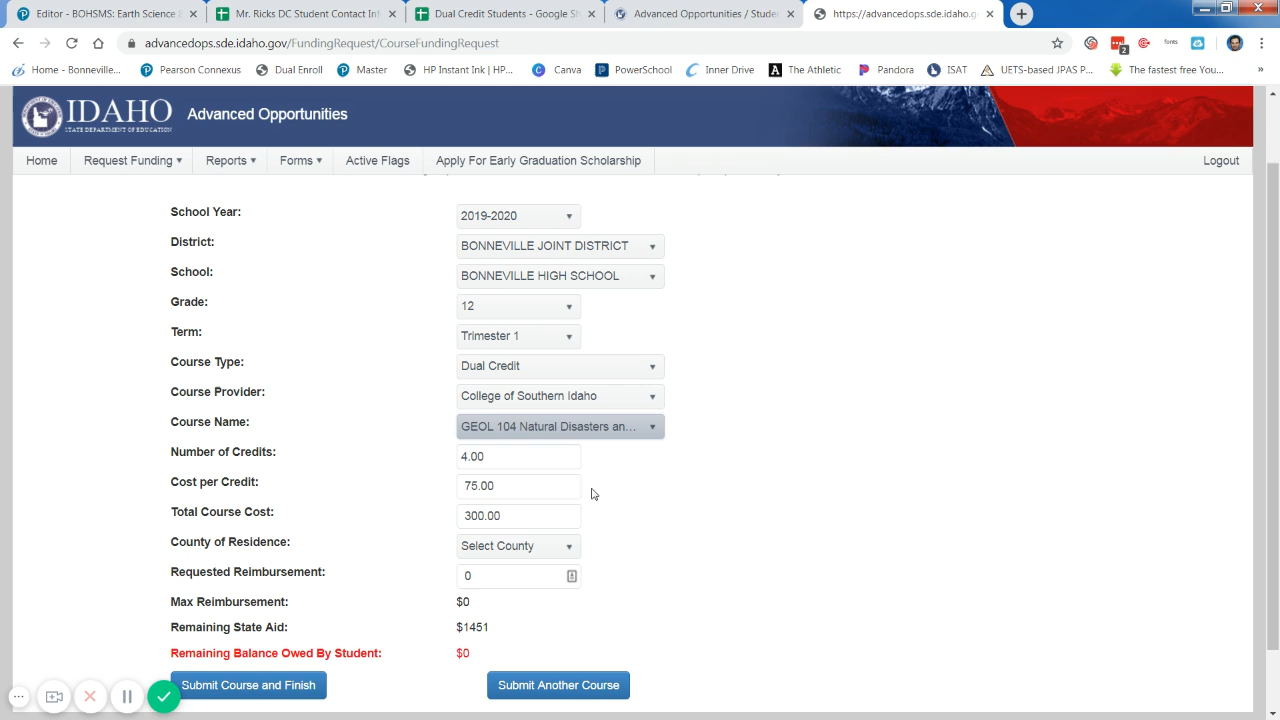 Editor - BOHSMS: Earth Science 8
Mr. Ricks DC Student Contact Inf
Dual Credit Stats - Google Sh
Advanced Opportunities / Studen
https://advancedops.sde.idaho.g
advancedops.sde.idaho.gov/FundingRequest/CourseFundingRequest
2
fonts
Home - Bonneville...
Pearson Connexus
Dual Enroll
Master
HP Instant Ink | HP...
Canva
PowerSchool
Inner Drive
The Athletic
Pandora
ISAT
UETS-based JPAS P...
The fastest free You...
»
IDAHO
STATE DEPARTMENT OF EDUCATION
Advanced Opportunities
Home
Request Funding
Reports
Forms
Active Flags
Apply For Early Graduation Scholarship
Logout
School Year: 2019-2020
District: BONNEVILLE JOINT DISTRICT
School: BONNEVILLE HIGH SCHOOL
Grade: 12
Term: Trimester 1
Course Type: Dual Credit
Course Provider: College of Southern Idaho
Course Name: GEOL 104 Natural Disasters an...
Number of Credits: 4.00
Cost per Credit: 75.00
Total Course Cost: 300.00
County of Residence: Select County
Requested Reimbursement: 0
Max Reimbursement: $0
Remaining State Aid: $1451
Remaining Balance Owed By Student: $0
Submit Course and Finish
Submit Another Course